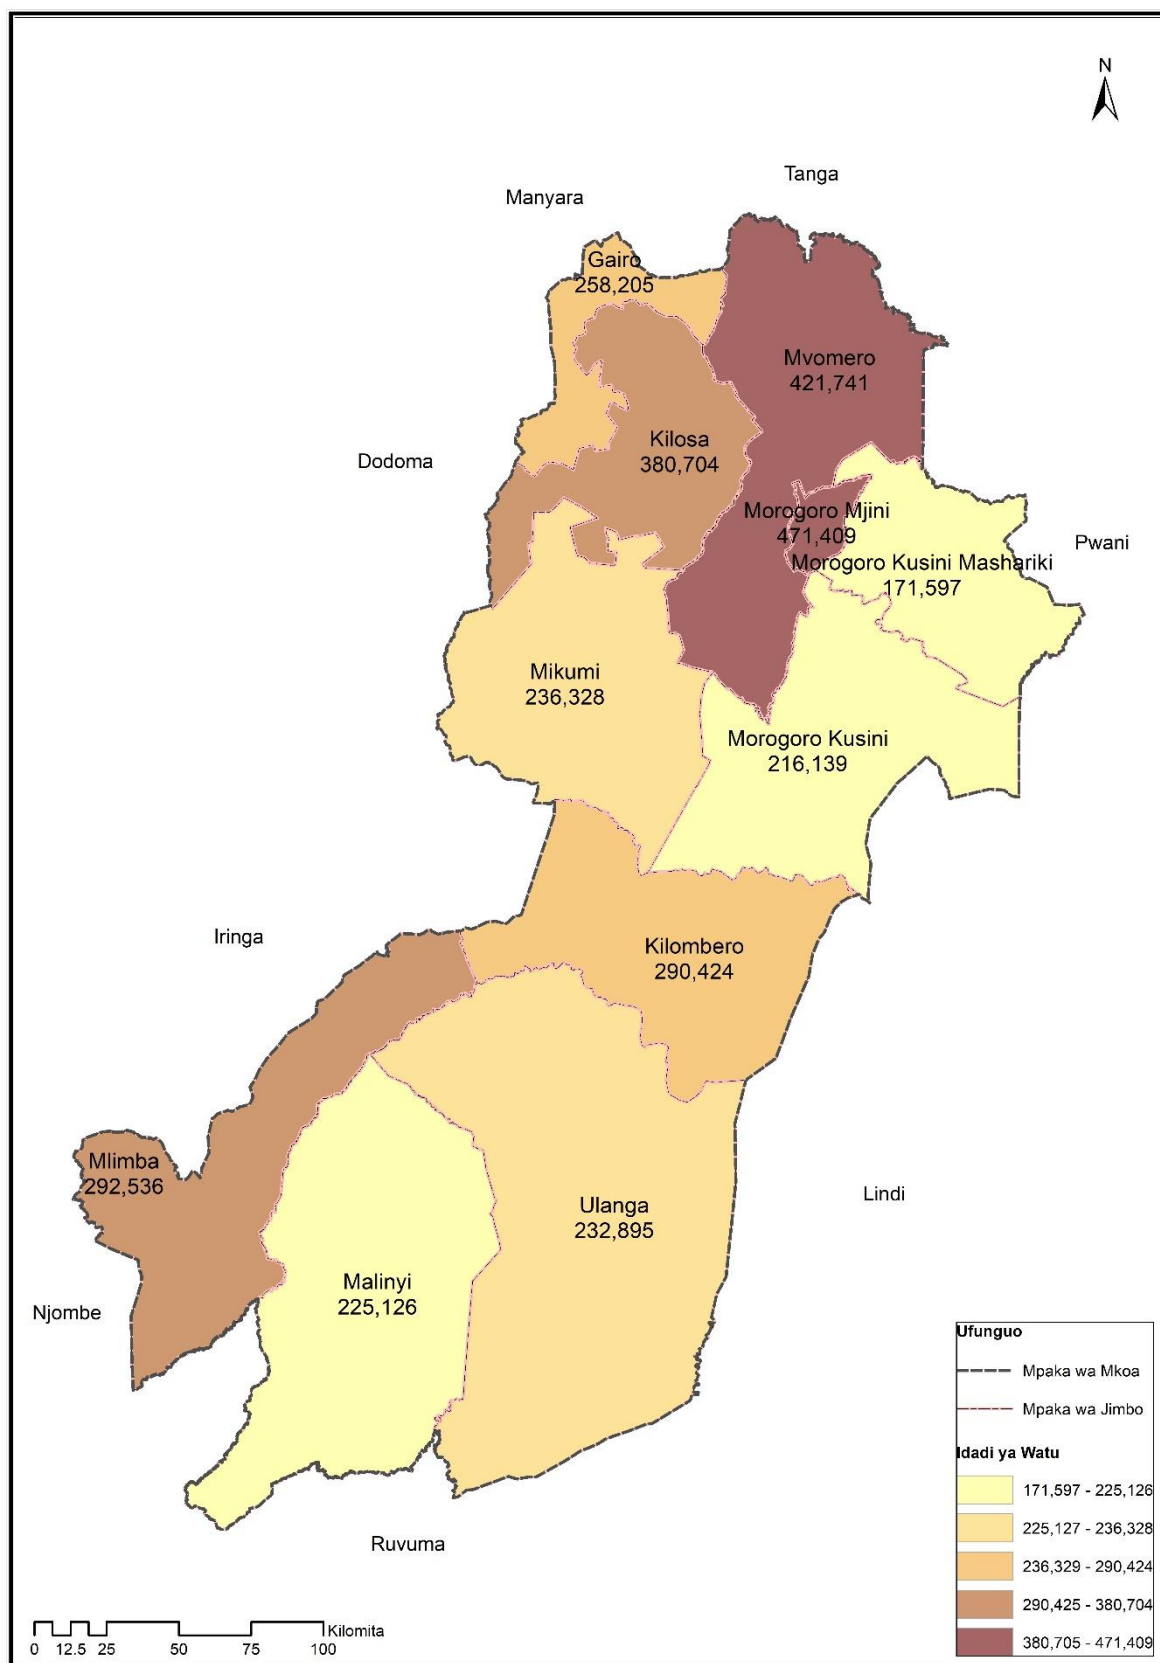 N
Tanga
Manyara
Gairo
258,205
Mvomero
421,741
Kilosa
380,704
Dodoma
Morogoro Mjini
471,409
Pwani
Morogoro Kusini Mashariki
171,597
Mikumi
236,328
Morogoro Kusini
216,139
Iringa
Kilombero
290,424
Mlimba
292,536
Lindi
Ulanga
232,895
Malinyi
225,126
Njombe
Ruvuma
Ufunguo
Mpaka wa Mkoa
Mpaka wa Jimbo
Idadi ya Watu
171,597 - 225,126
225,127 - 236,328
236,329 - 290,424
290,425 - 380,704
380,705 - 471,409
Kilomita
0 12.5 25 50 75 100